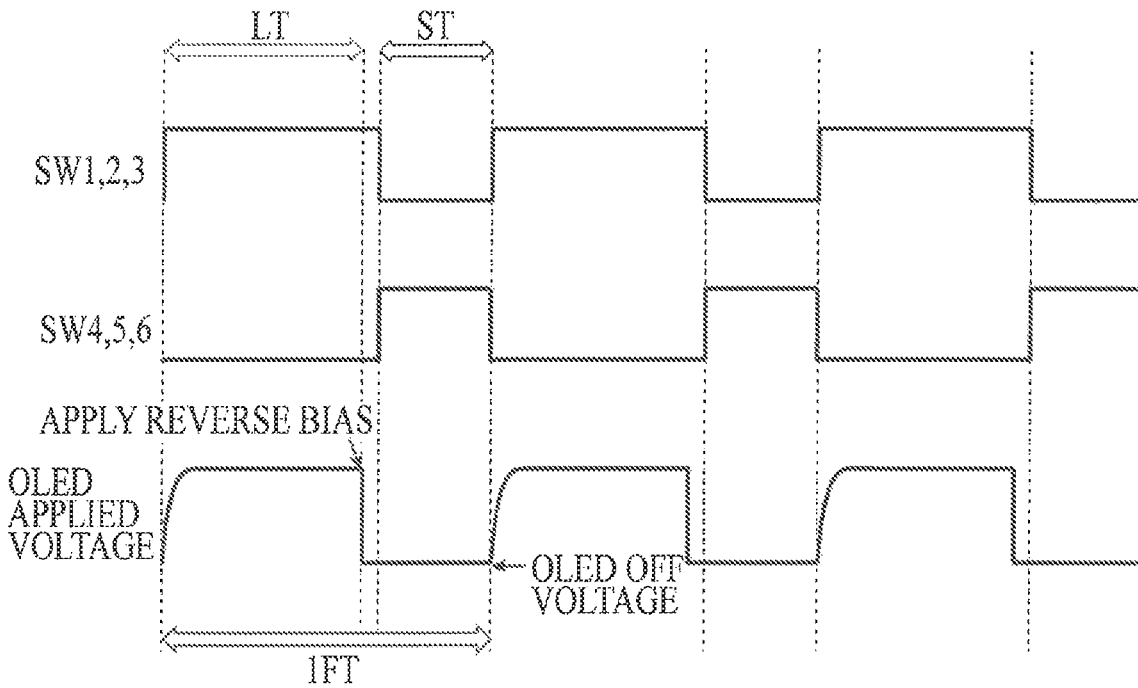 LT
ST
SW1,2,3
SW4,5,6
APPLY REVERSE BIAS
OLED
APPLIED
VOLTAGE
OLED OFF
VOLTAGE
1FT